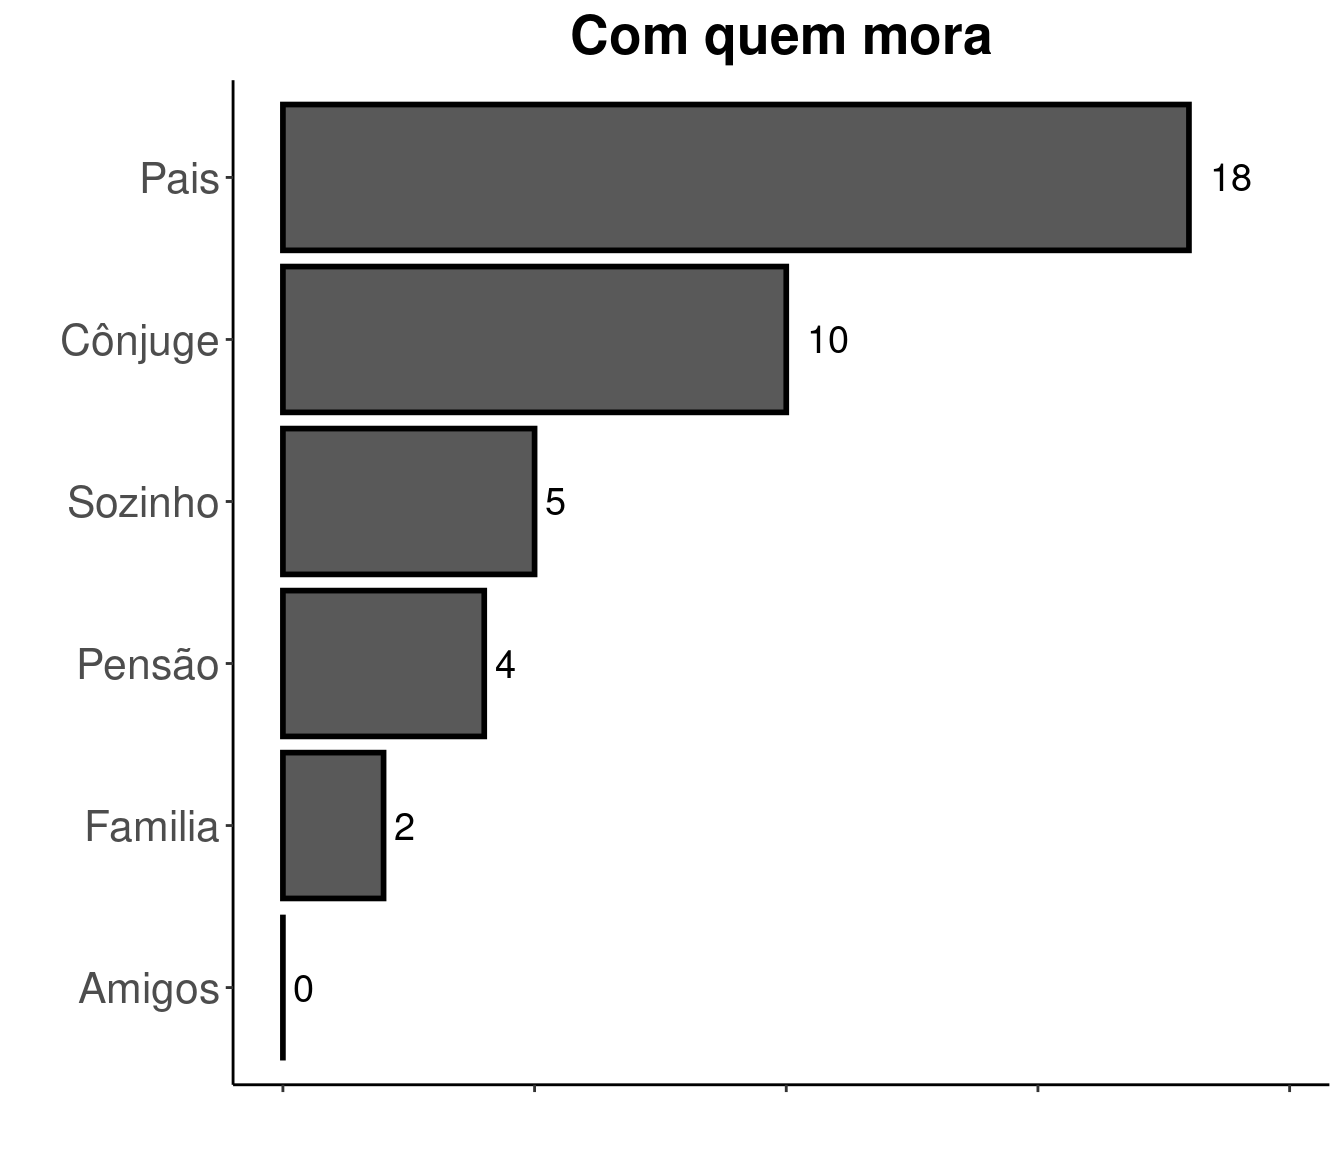 Com quem mora
Pais 18
Cônjuge 10
Sozinho 5
Pensão 4
Familia 2
Amigos 0